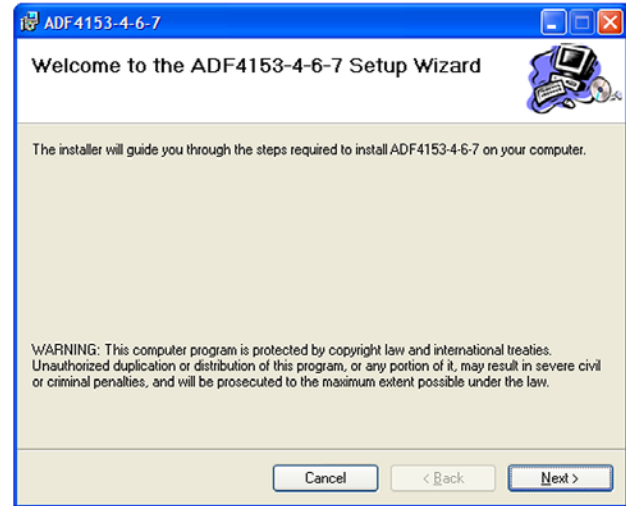 ADF4153-4-6-7
Welcome to the ADF4153-4-6-7 Setup Wizard
The installer will guide you through the steps required to install ADF4153-4-6-7 on your computer.
WARNING: This computer program is protected by copyright law and international treaties.
Unauthorized duplication or distribution of this program, or any portion of it, may result in severe civil
or criminal penalties, and will be prosecuted to the maximum extent possible under the law.
Cancel
< Back
Next >